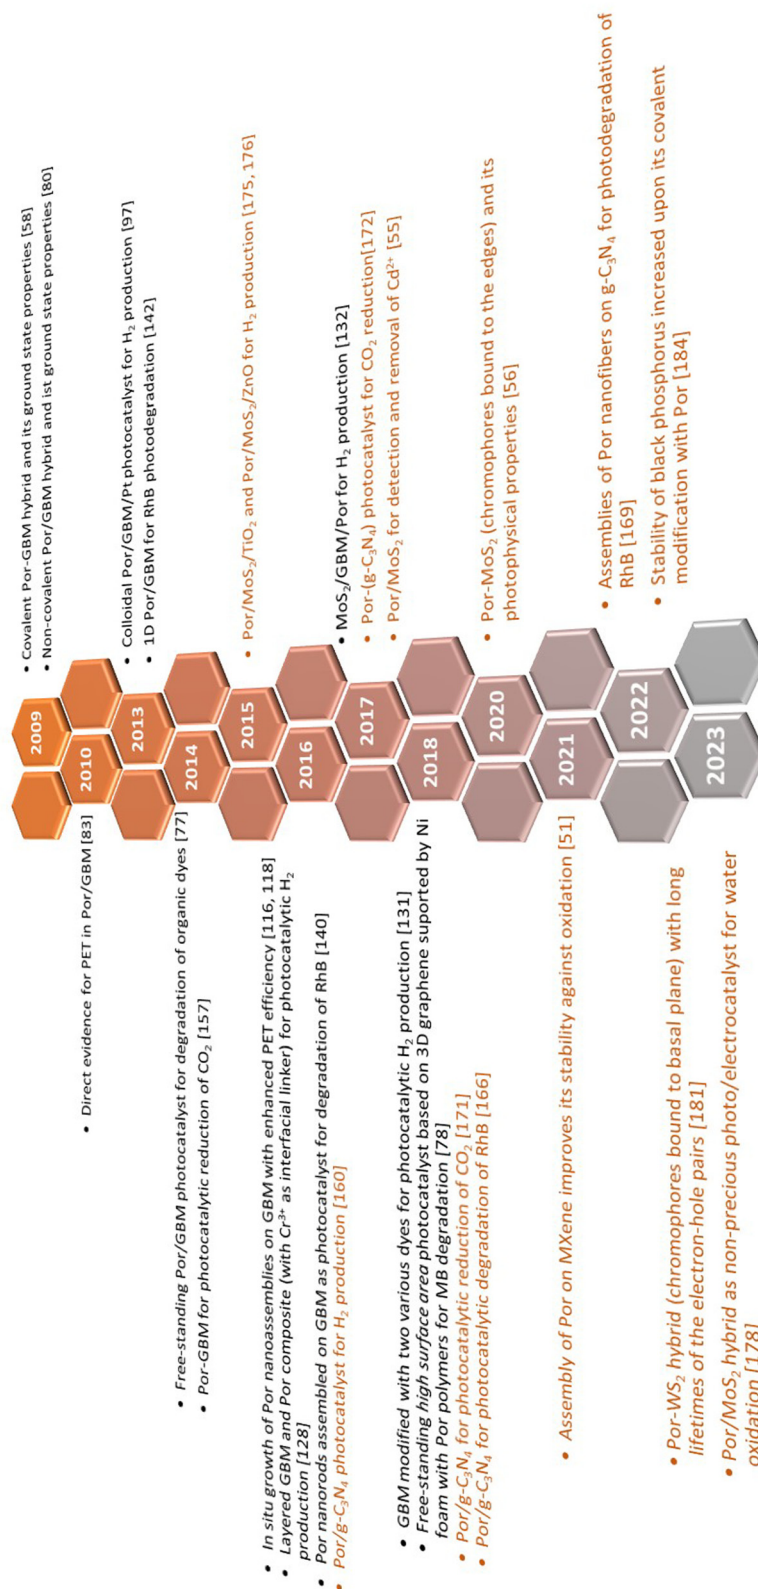 2009
• Covalent Por-GBM hybrid and its ground state properties [58]
• Non-covalent Por/GBM hybrid and ist ground state properties [80]
2010
• Direct evidence for PET in Por/GBM [83]
2013
• Colloidal Por/GBM/Pt photocatalyst for H₂ production [97]
• 1D Por/GBM for RhB photodegradation [142]
2014
• Free-standing Por/GBM photocatalyst for degradation of organic dyes [77]
• Por-GBM for photocatalytic reduction of CO₂ [157]
2015
• Por/MoS₂/TiO₂ and Por/MoS₂/ZnO for H₂ production [175, 176]
2016
• In situ growth of Por nanoassemblies on GBM with enhanced PET efficiency [116, 118]
• Layered GBM and Por composite (with Cr³⁺ as interfacial linker) for photocatalytic H₂
production [128]
• Por nanorods assembled on GBM as photocatalyst for degradation of RhB [140]
• Por/g-C₃N₄ photocatalyst for H₂ production [160]
2017
• MoS₂/GBM/Porfor H₂ production [132]
• Por-(g-C₃N₄) photocatalyst for CO₂ reduction[172]
• Por/MoS₂ for detection and removal of Cd²⁺ [55]
2018
• GBM modified with two various dyes for photocatalytic H₂ production [131]
• Free-standing high surface area photocatalyst based on 3D graphene suported by Ni
foam with Por polymers for MB degradation [78]
• Por/g-C₃N₄ for photocatalytic reduction of CO₂ [171]
• Por/g-C₃N₄ for photocatalytic degradation of RhB [166]
2020
• Por-MoS₂ (chromophores bound to the edges) and its
photophysical properties [56]
2021
• Assembly of Por on MXene improves its stability against oxidation [51]
2022
• Assemblies of Por nanofibers on g-C₃N₄ for photodegradation of
RhB [169]
• Stability of black phosphorus increased upon its covalent
modification with Por [184]
2023
• Por-WS₂ hybrid (chromophores bound to basal plane) with long
lifetimes of the electron-hole pairs [181]
• Por/MoS₂ hybrid as non-precious photo/electrocatalyst for water
oxidation [178]